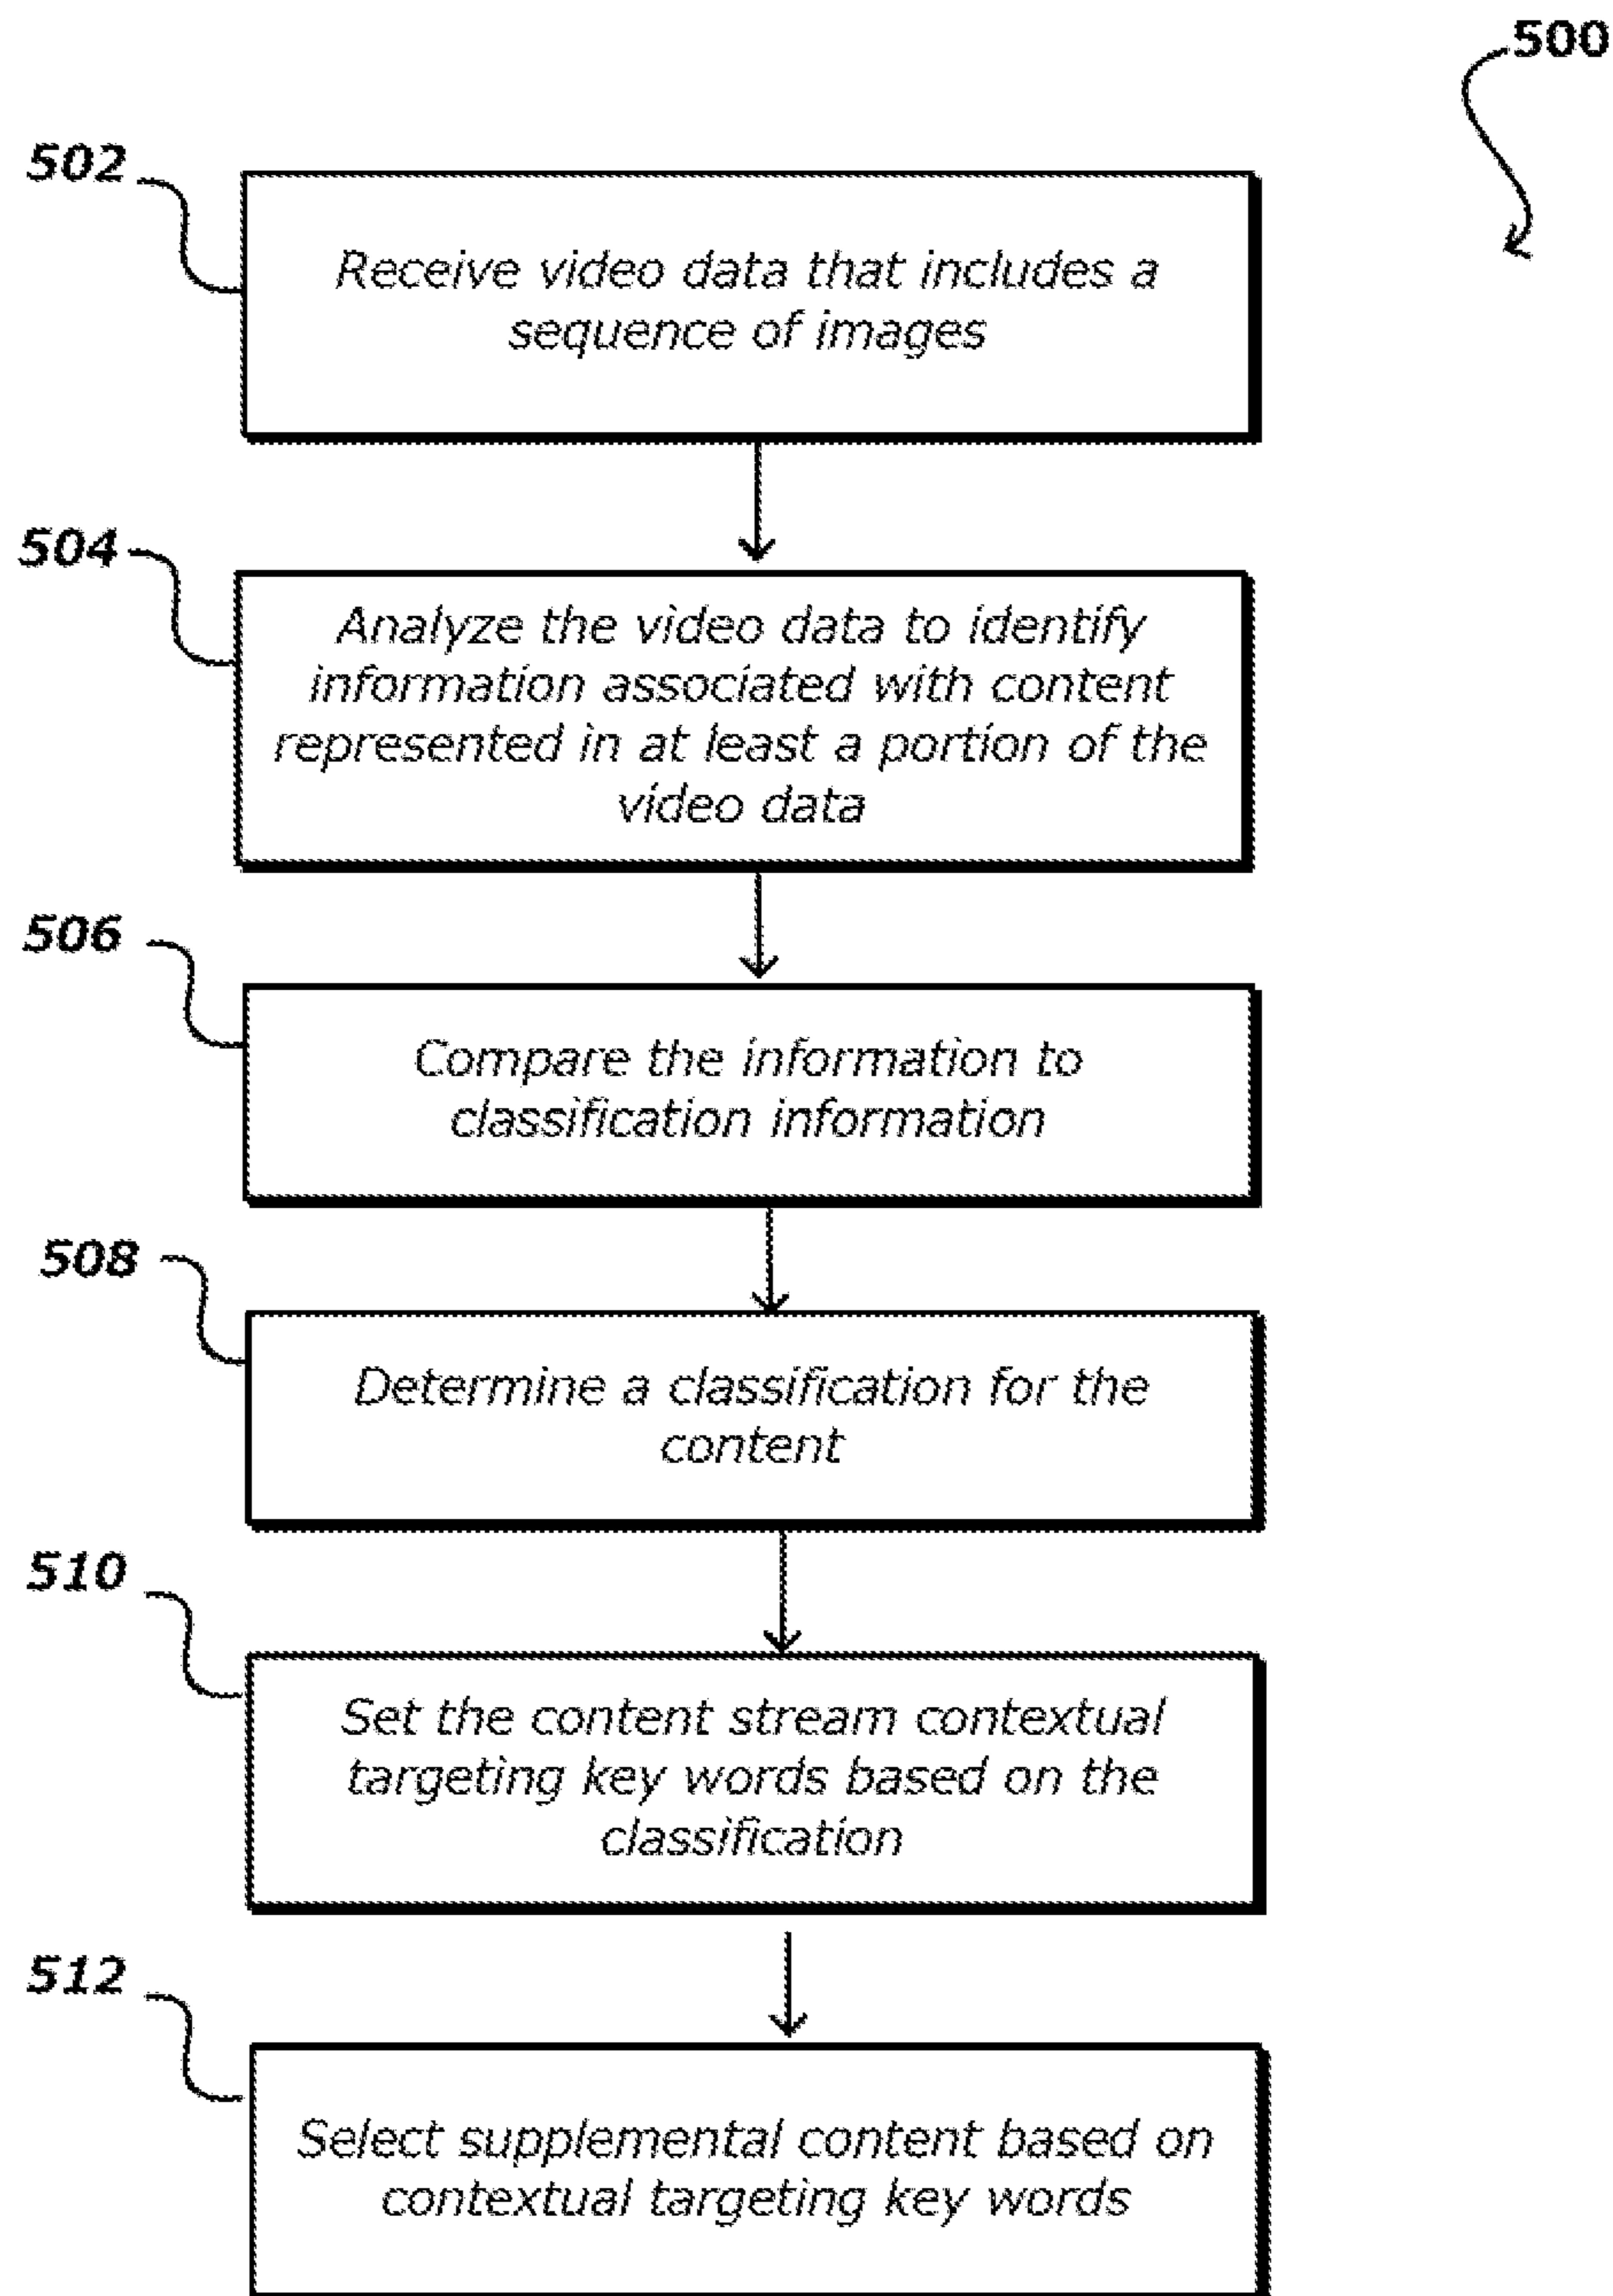 500
502
Receive video data that includes a
sequence of images
504
Analyze the video data to identify
information associated with content
represented in at least a portion of the
video data
506
Compare the information to
classification information
508
Determine a classification for the
content
510
Set the content stream contextual
targeting key words based on the
classification
512
Select supplemental content based on
contextual targeting key words